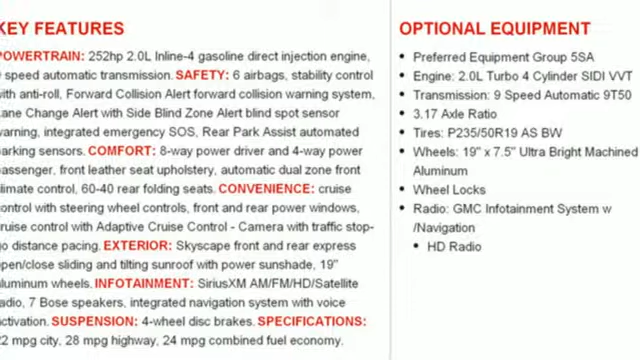 KEY FEATURES
POWERTRAIN: 252hp 2.0L Inline-4 gasoline direct injection engine,
speed automatic transmission. SAFETY: 6 airbags, stability control
with anti-roll, Forward Collision Alert forward collision warning system,
Lane Change Alert with Side Blind Zone Alert blind spot sensor
warning, integrated emergency SOS, Rear Park Assist automated
parking sensors. COMFORT: 8-way power driver and 4-way power
passenger, front leather seat upholstery, automatic dual zone front
climate control, 60-40 rear folding seats. CONVENIENCE: cruise
control with steering wheel controls, front and rear power windows,
cruise control with Adaptive Cruise Control - Camera with traffic stop-
go distance pacing. EXTERIOR: Skyscape front and rear express
open/close sliding and tilting sunroof with power sunshade, 19"
aluminum wheels. INFOTAINMENT: SiriusXM AM/FM/HD/Satellite
radio, 7 Bose speakers, integrated navigation system with voice
activation. SUSPENSION: 4-wheel disc brakes. SPECIFICATIONS:
22 mpg city, 28 mpg highway, 24 mpg combined fuel economy.
OPTIONAL EQUIPMENT
• Preferred Equipment Group 5SA
• Engine: 2.0L Turbo 4 Cylinder SIDI VVT
• Transmission: 9 Speed Automatic 9T50
• 3.17 Axle Ratio
• Tires: P235/50R19 AS BW
• Wheels: 19" x 7.5" Ultra Bright Machined
Aluminum
• Wheel Locks
• Radio: GMC Infotainment System w
/Navigation
• HD Radio